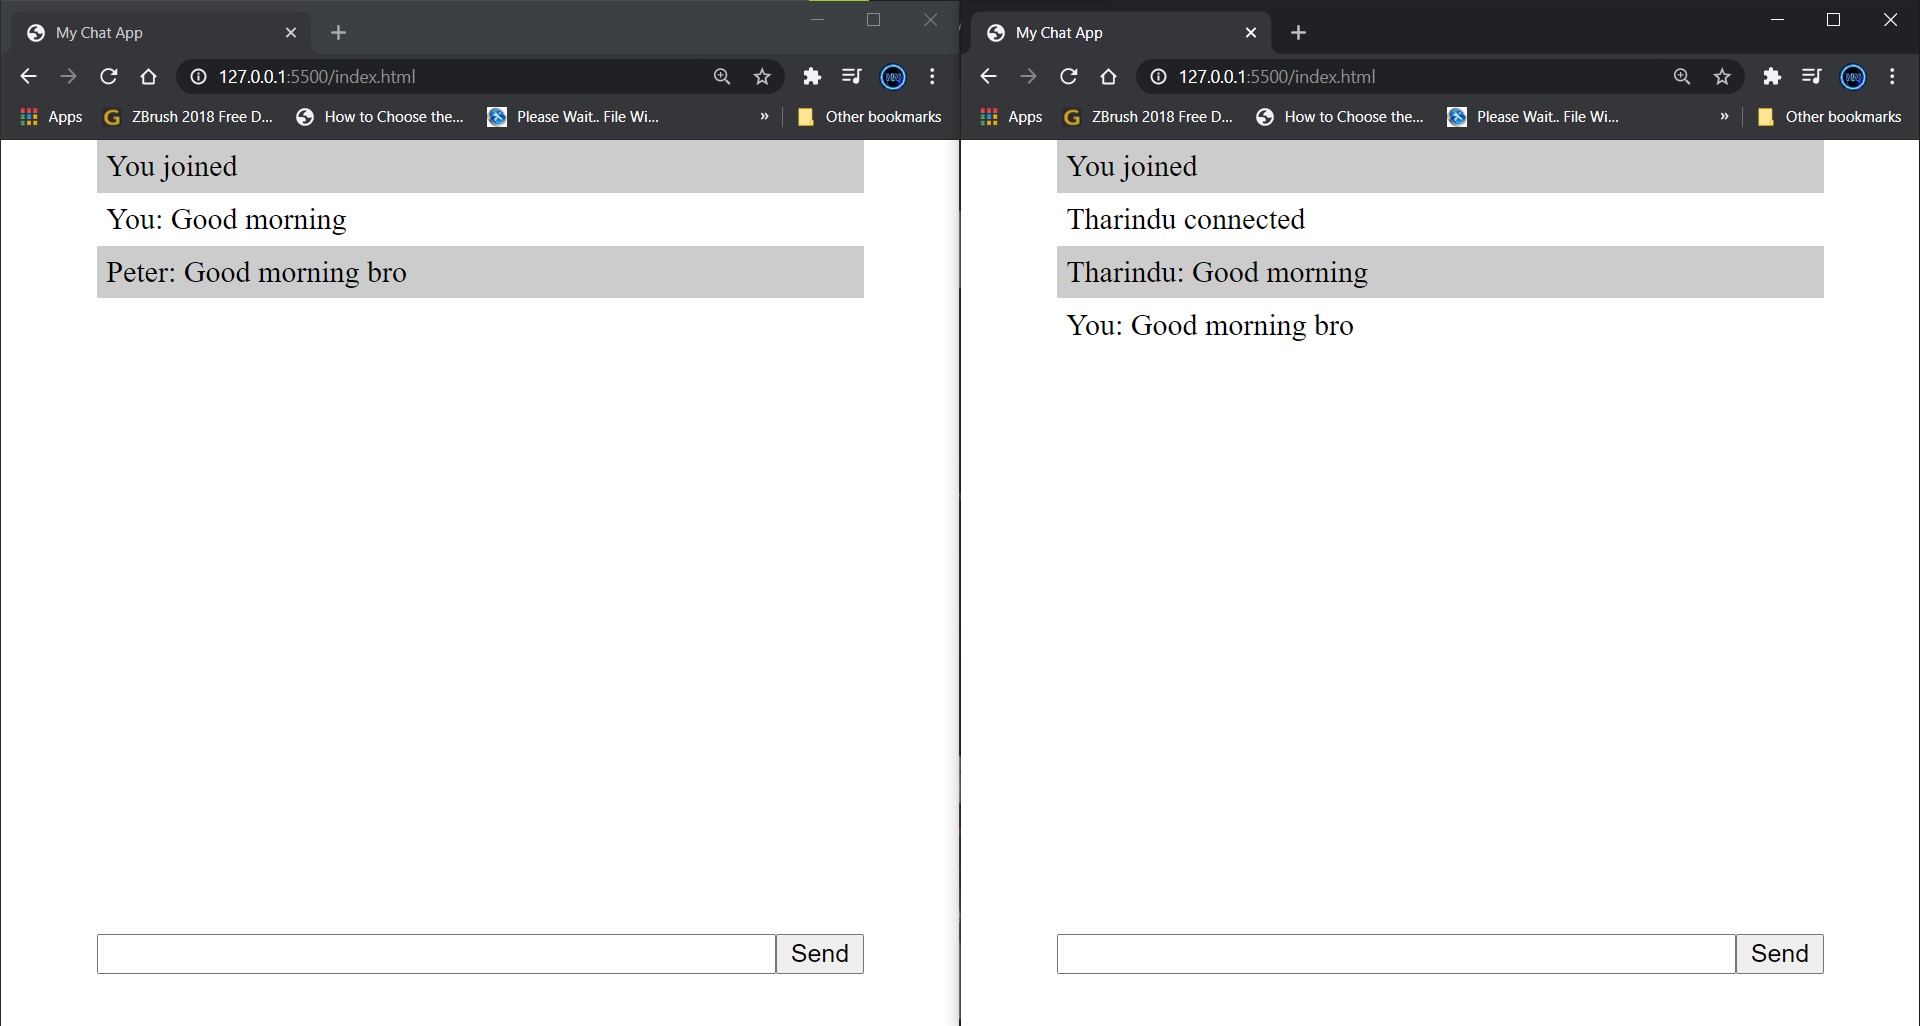 My Chat App
127.0.0.1:5500/index.html
Apps G ZBrush 2018 Free D... How to Choose the... Please Wait.. File Wi... » Other bookmarks
You joined
You: Good morning
Peter: Good morning bro
Send
My Chat App
127.0.0.1:5500/index.html
Apps G ZBrush 2018 Free D... How to Choose the... Please Wait.. File Wi... » Other bookmarks
You joined
Tharindu connected
Tharindu: Good morning
You: Good morning bro
Send